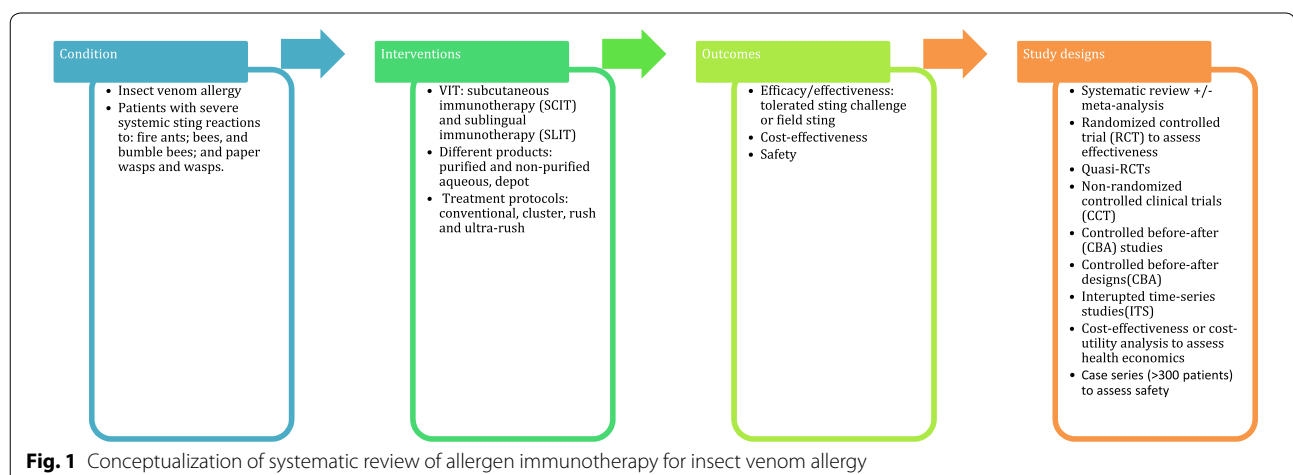 Condition
• Insect venom allergy
• Patients with severe
systemic sting reactions
to: fire ants; bees, and
bumble bees; and paper
wasps and wasps.
Interventions
• VIT: subcutaneous
immunotherapy (SCIT)
and sublingual
immunotherapy (SLIT)
• Different products:
purified and non-purified
aqueous, depot
• Treatment protocols:
conventional, cluster, rush
and ultra-rush
Outcomes
• Efficacy/effectiveness:
tolerated sting challenge
or field sting
• Cost-effectiveness
• Safety
Study designs
• Systematic review +/-
meta-analysis
• Randomized controlled
trial (RCT) to assess
effectiveness
• Quasi-RCTs
• Non-randomized
controlled clinical trials
(CCT)
• Controlled before-after
(CBA) studies
• Controlled before-after
designs(CBA)
• Interupted time-series
studies(ITS)
• Cost-effectiveness or cost-
utility analysis to assess
health economics
• Case series (>300 patients)
to assess safety
Fig. 1 Conceptualization of systematic review of allergen immunotherapy for insect venom allergy